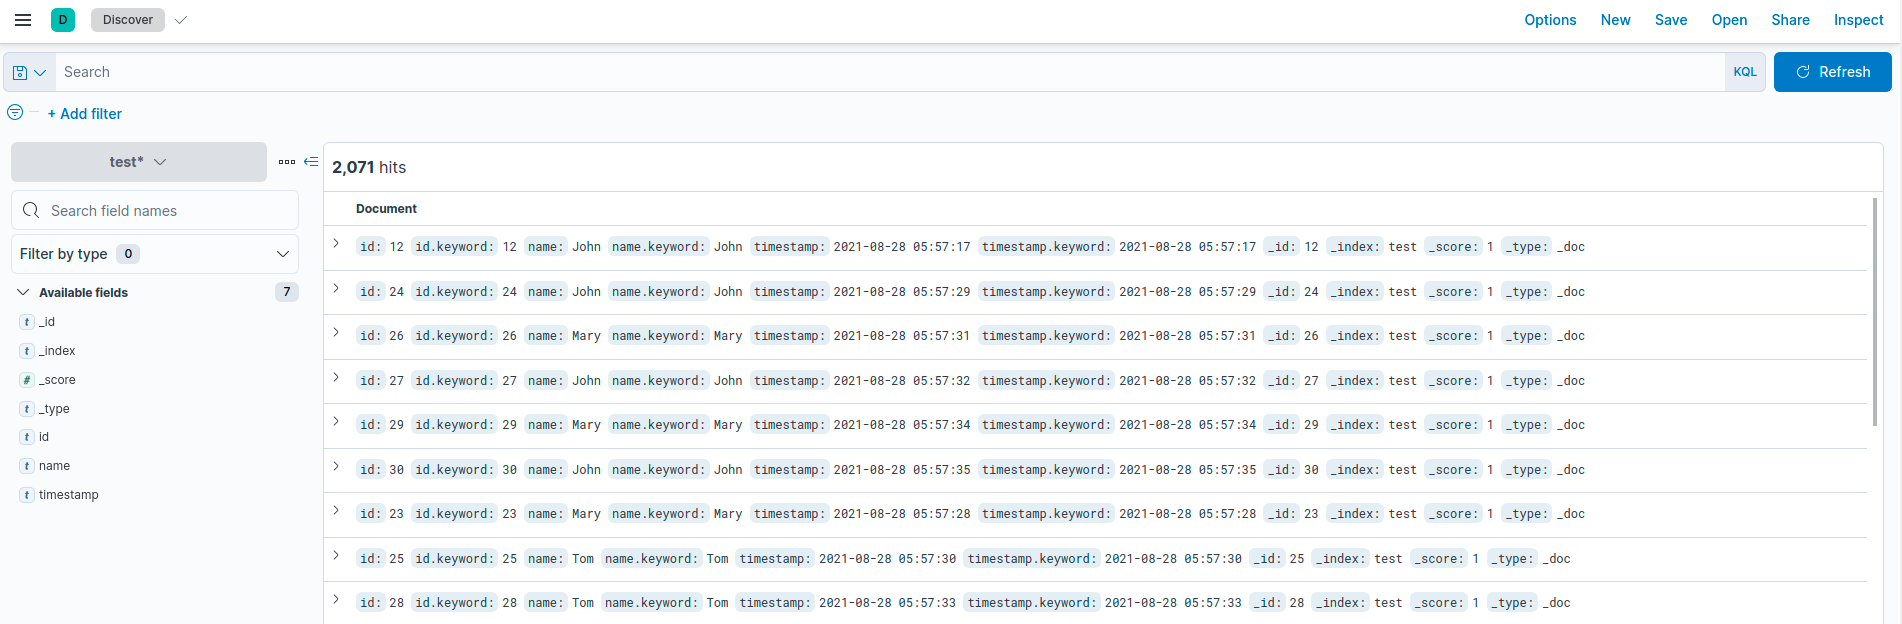 D Discover Options New Save Open Share Inspect
Search KQL Refresh
+ Add filter
test*
2,071 hits
Search field names
Document
Filter by type 0
Available fields 7
t _id
t _index
# _score
t _type
t id
t name
t timestamp
id: 12 id.keyword: 12 name: John name.keyword: John timestamp: 2021-08-28 05:57:17 timestamp.keyword: 2021-08-28 05:57:17 _id: 12 _index: test _score: 1 _type: _doc
id: 24 id.keyword: 24 name: John name.keyword: John timestamp: 2021-08-28 05:57:29 timestamp.keyword: 2021-08-28 05:57:29 _id: 24 _index: test _score: 1 _type: _doc
id: 26 id.keyword: 26 name: Mary name.keyword: Mary timestamp: 2021-08-28 05:57:31 timestamp.keyword: 2021-08-28 05:57:31 _id: 26 _index: test _score: 1 _type: _doc
id: 27 id.keyword: 27 name: John name.keyword: John timestamp: 2021-08-28 05:57:32 timestamp.keyword: 2021-08-28 05:57:32 _id: 27 _index: test _score: 1 _type: _doc
id: 29 id.keyword: 29 name: Mary name.keyword: Mary timestamp: 2021-08-28 05:57:34 timestamp.keyword: 2021-08-28 05:57:34 _id: 29 _index: test _score: 1 _type: _doc
id: 30 id.keyword: 30 name: John name.keyword: John timestamp: 2021-08-28 05:57:35 timestamp.keyword: 2021-08-28 05:57:35 _id: 30 _index: test _score: 1 _type: _doc
id: 23 id.keyword: 23 name: Mary name.keyword: Mary timestamp: 2021-08-28 05:57:28 timestamp.keyword: 2021-08-28 05:57:28 _id: 23 _index: test _score: 1 _type: _doc
id: 25 id.keyword: 25 name: Tom name.keyword: Tom timestamp: 2021-08-28 05:57:30 timestamp.keyword: 2021-08-28 05:57:30 _id: 25 _index: test _score: 1 _type: _doc
id: 28 id.keyword: 28 name: Tom name.keyword: Tom timestamp: 2021-08-28 05:57:33 timestamp.keyword: 2021-08-28 05:57:33 _id: 28 _index: test _score: 1 _type: _doc